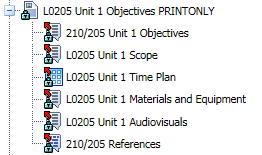 L0205 Unit 1 Objectives PRINTONLY
210/205 Unit 1 Objectives
L0205 Unit 1 Scope
L0205 Unit 1 Time Plan
L0205 Unit 1 Materials and Equipment
L0205 Unit 1 Audiovisuals
210/205 References